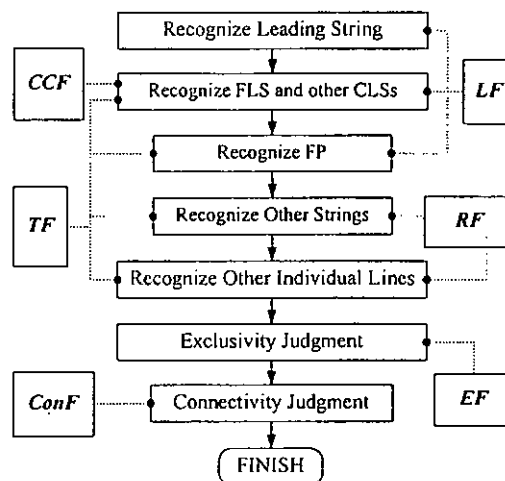 Recognize Leading String
CCF
Recognize FLS and other CLSs
LF
Recognize FP
TF
Recognize Other Strings
RF
Recognize Other Individual Lines
Exclusivity Judgment
ConF
Connectivity Judgment
EF
FINISH